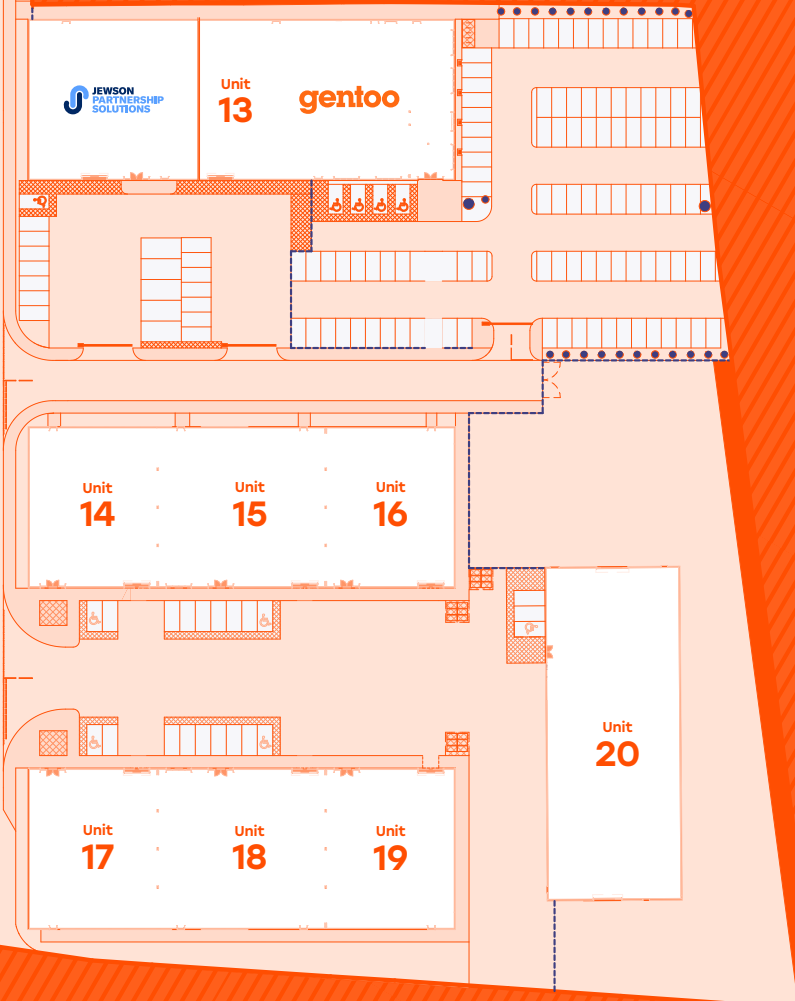 JEWSON
PARTNERSHIP
SOLUTIONS
Unit
13
gentoo
Unit
14
Unit
15
Unit
16
Unit
20
Unit
17
Unit
18
Unit
19